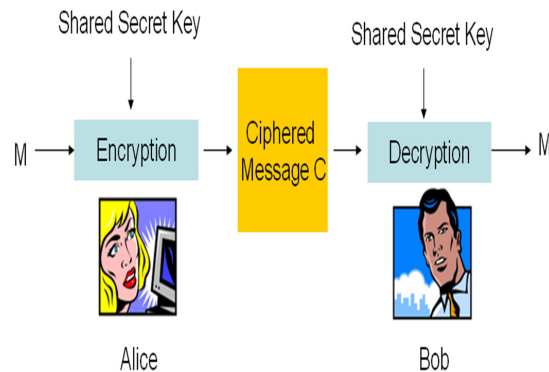 Shared Secret Key
Shared Secret Key
M
Encryption
Ciphered
Message C
Decryption
M
Alice
Bob